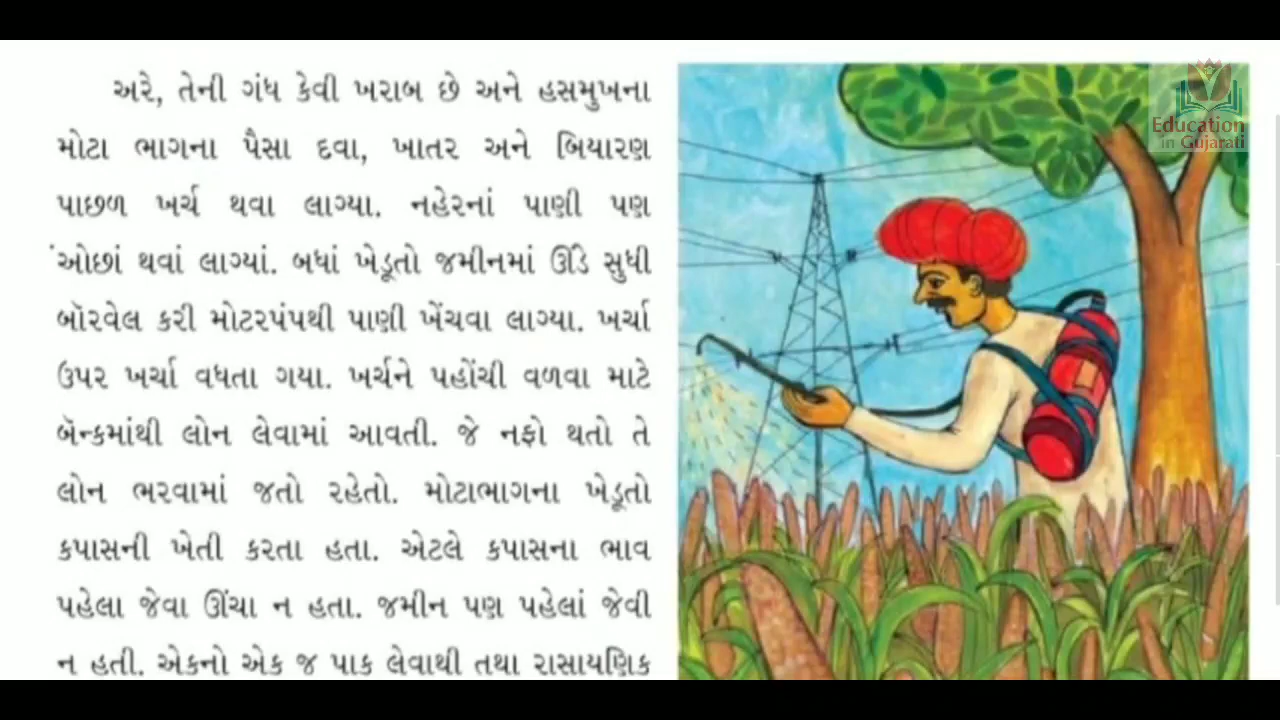 અરે, તેની ગંધ કેવી ખરાબ છે અને હસમુખના
મોટા ભાગના પૈસા દવા, ખાતર અને બિયારણ
પાછળ ખર્ચ થવા લાગ્યા. નહેરનાં પાણી પણ
ઓછાં થવાં લાગ્યાં. બધાં ખેડૂતો જમીનમાં ઊંડે સુધી
બૉરવેલ કરી મોટરપંપથી પાણી ખેંચવા લાગ્યા. ખર્ચા
ઉપર ખર્ચા વધતા ગયા. ખર્ચને પહોંચી વળવા માટે
બૅન્કમાંથી લોન લેવામાં આવતી. જે નફો થતો તે
લોન ભરવામાં જતો રહેતો. મોટાભાગના ખેડૂતો
કપાસની ખેતી કરતા હતા. એટલે કપાસના ભાવ
પહેલા જેવા ઊંચા ન હતા. જમીન પણ પહેલાં જેવી
ન હતી. એકનો એક જ પાક લેવાથી તથા રાસાયણિક
Education
in Gujarati